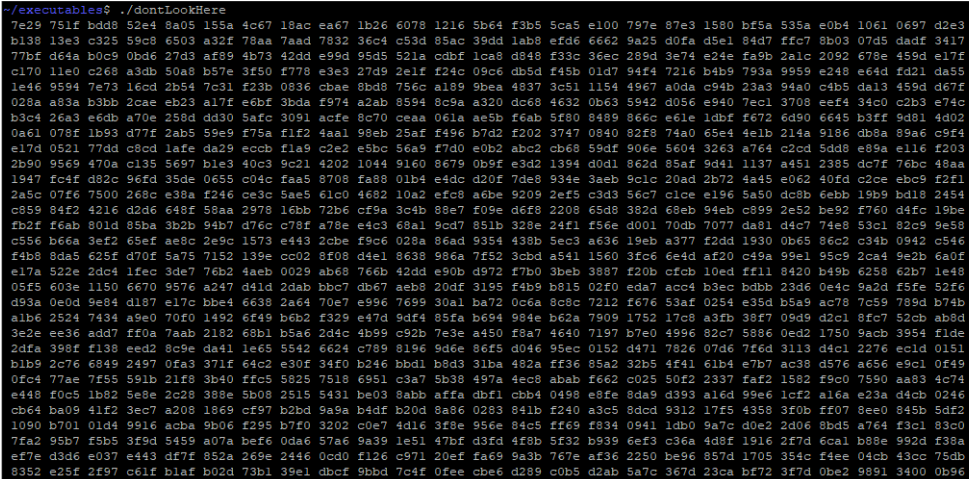 ~/executables$ ./dontLookHere
7e29 751f bdd8 52e4 8a05 155a 4c67 18ac ea67 1b26 6078 1216 5b64 f3b5 5ca5 e100 797e 87e3 1580 bf5a 535a e0b4 1061 0697 d2e3
b138 13e3 c325 59c8 6503 a32f 78aa 7aad 7832 36c4 c53d 85ac 39dd 1ab8 efd6 6662 9a25 d0fa d5e1 84d7 ffc7 8b03 07d5 dadf 3417
77bf d64a b0c9 0bd6 27d3 af89 4b73 42dd e99d 95d5 521a cdbf 1ca8 d848 f33c 36ec 289d 3e74 e24e fa9b 2a1c 2092 678e 459d e17f
c170 11e0 c268 a3db 50a8 b57e 3f50 f778 e3e3 27d9 2e1f f24c 09c6 db5d f45b 01d7 94f4 7216 b4b9 793a 9959 e248 e64d fd21 da55
1e46 9594 7e73 16cd 2b54 7c31 f23b 0836 cbae 8bd8 756c a189 9bea 4837 3c51 1154 4967 a0da c94b 23a3 94a0 c4b5 da13 459d d67f
028a a83a b3bb 2cae eb23 a17f e6bf 3bda f974 a2ab 8594 8c9a a320 dc68 4632 0b63 5942 d056 e940 7ec1 3708 eef4 34c0 c2b3 e74c
b3c4 26a3 e6db a70e 258d dd30 5afc 3091 acfe 8c70 ceaa 061a ae5b f6ab 5f80 8489 866c e61e 1dbf f672 6d90 6645 b3ff 9d81 4d02
0a61 078f 1b93 d77f 2ab5 59e9 f75a f1f2 4aa1 98eb 25af f496 b7d2 f202 3747 0840 82f8 74a0 65e4 4e1b 214a 9186 db8a 89a6 c9f4
e17d 0521 77dd c8cd 1afe da29 eccb f1a9 c2e2 e5bc 56a9 f7d0 e0b2 abc2 cb68 59df 906e 5604 3263 a764 c2cd 5dd8 e89a e116 f203
2b90 9569 470a c135 5697 b1e3 40c3 9c21 4202 1044 9160 8679 0b9f e3d2 1394 d0d1 862d 85af 9d41 1137 a451 2385 dc7f 76bc 48aa
1947 fc4f d82c 96fd 35de 0655 c04c faa5 8708 fa88 01b4 e4dc d20f 7de8 934e 3aeb 9c1c 20ad 2b72 4a45 e062 40fd c2ce ebc9 f2f1
2a5c 07f6 7500 268c e38a f246 ce3c 5ae5 61c0 4682 10a2 efc8 a6be 9209 2ef5 c3d3 56c7 c1ce e196 5a50 dc8b 6ebb 19b9 bd18 2454
c859 84f2 4216 d2d6 648f 58aa 2978 16bb 72b6 cf9a 3c4b 88e7 f09e d6f8 2208 65d8 382d 68eb 94eb c899 2e52 be92 f760 d4fc 19be
fb2f f6ab 801d 85ba 3b2b 94b7 d76c c78f a78e e4c3 68a1 9cd7 851b 328e 24f1 f56e d001 70db 7077 da81 d4c7 74e8 53c1 82c9 9e58
c556 b66a 3ef2 65ef ae8c 2e9c 1573 e443 2cbe f9c6 028a 86ad 9354 438b 5ec3 a636 19eb a377 f2dd 1930 0b65 86c2 c34b 0942 c546
f4b8 8da5 625f d70f 5a75 7152 139e cc02 8f08 d4e1 8638 986a 7f52 3cbd a541 1560 3fc6 6e4d af20 c49a 99e1 95c9 2ca4 9e2b 6a0f
e17a 522e 2dc4 1fec 3de7 76b2 4aeb 0029 ab68 766b 42dd e90b d972 f7b0 3beb 3887 f20b cfcb 10ed ff11 8420 b49b 6258 62b7 1e48
05f5 603e 1150 6670 9576 a247 d41d 2dab bbc7 db67 aeb8 20df 3195 f4b9 b815 02f0 eda7 acc4 b3ec bdbb 23d6 0e4c 9a2d f5fe 52f6
d93a 0e0d 9e84 d187 e17c bbe4 6638 2a64 70e7 e996 7699 30a1 ba72 0c6a 8c8c 7212 f676 53af 0254 e35d b5a9 ac78 7c59 789d b74b
a1b6 2524 7434 a9e0 70f0 1492 6f49 b6b2 f329 e47d 9df4 85fa b694 984e b62a 7909 1752 17c8 a3fb 38f7 09d9 d2c1 8fc7 52cb ab8d
3e2e ee36 add7 ff0a 7aab 2182 68b1 b5a6 2d4c 4b99 c92b 7e3e a450 f8a7 4640 7197 b7e0 4996 82c7 5886 0ed2 1750 9acb 3954 f1de
2dfa 398f f138 eed2 8c9e da41 1e65 5542 6624 c789 8196 9d6e 86f5 d046 95ec 0152 d471 7826 07d6 7f6d 3113 d4c1 2276 ec1d 0151
b1b9 2c76 6849 2497 0fa3 371f 64c2 e30f 34f0 b246 bbd1 b8d3 31ba 482a ff36 85a2 32b5 4f41 61b4 e7b7 ac38 d576 a656 e9c1 0f49
0fc4 77ae 7f55 591b 21f8 3b40 ffc5 5825 7518 6951 c3a7 5b38 497a 4ec8 abab f662 c025 50f2 2337 faf2 1582 f9c0 7590 aa83 4c74
e448 f0c5 1b82 5e8e 2c28 388e 5b08 2515 5431 be03 8abb affa dbf1 cbb4 0498 e8fe 8da9 d393 a16d 99e6 1cf2 a16a e23a d4cb 0246
cb64 ba09 41f2 3ec7 a208 1869 cf97 b2bd 9a9a b4df b20d 8a86 0283 841b f240 a3c5 8dcd 9312 17f5 4358 3f0b ff07 8ee0 845b 5df2
1090 b701 01d4 9916 acba 9b06 f295 b7f0 3202 c0e7 4d16 3f8e 956e 84c5 ff69 f834 0941 1db0 9a7c d0e2 2d06 8bd5 a764 f3c1 83c0
7fa2 95b7 f5b5 3f9d 5459 a07a bef6 0da6 57a6 9a39 1e51 47bf d3fd 4f8b 5f32 b939 6ef3 c36a 4d8f 1916 2f7d 6ca1 b88e 992d f38a
ef7e d3d6 e037 e443 df7f 852a 269e 2446 0cd0 f126 c971 20ef fa69 9a3b 767e af36 2250 be96 857d 1705 354c f4ee 04cb 43cc 75db
8352 e25f 2f97 c61f b1af b02d 73b1 39e1 dbcf 9bbd 7c4f 0fee cbe6 d289 c0b5 d2ab 5a7c 367d 23ca bf72 3f7d 0be2 9891 3400 0b96